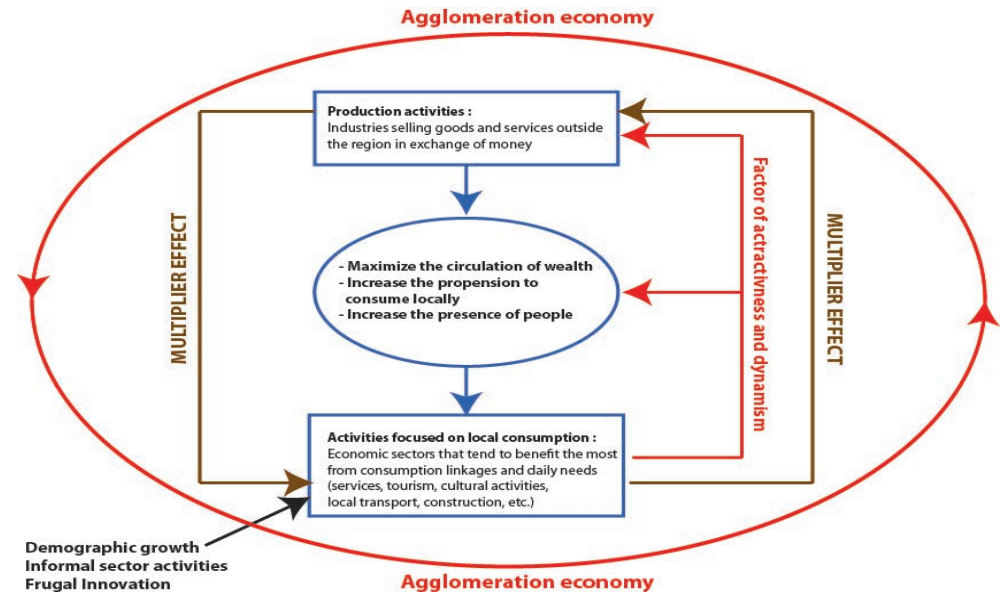 Agglomeration economy
Production activities :
Industries selling goods and services outside
the region in exchange of money
MULTIPLIER EFFECT
- Maximize the circulation of wealth
- Increase the propension to
consume locally
- Increase the presence of people
Factor of actractivness and dynamism
MULTIPLIER EFFECT
Activities focused on local consumption :
Economic sectors that tend to benefit the most
from consumption linkages and daily needs
(services, tourism, cultural activities,
local transport, construction, etc.)
Demographic growth
Informal sector activities
Frugal Innovation
Agglomeration economy